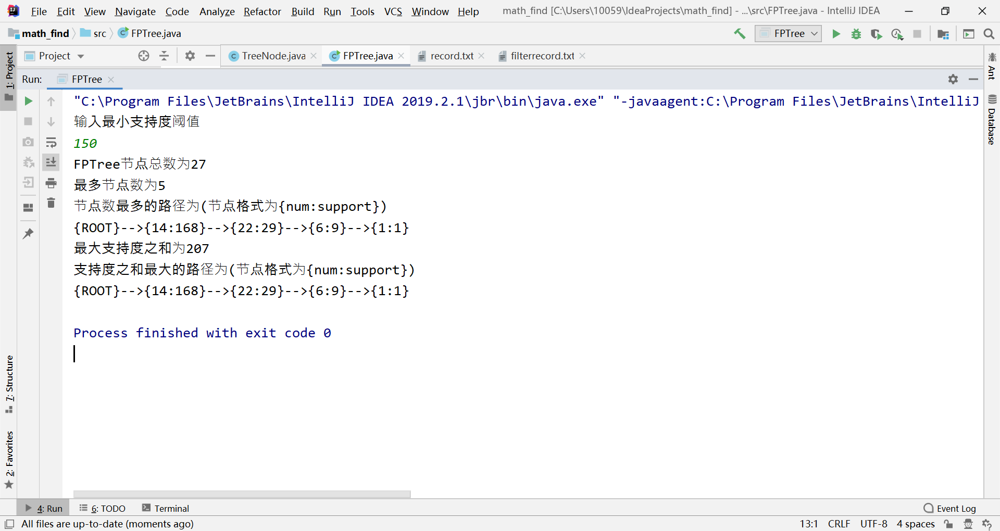 File Edit View Navigate Code Analyze Refactor Build Run Tools VCS Window Help math_find [C:\Users\10059\IdeaProjects\math_find] - ...\src\FPTree.java - IntelliJ IDEA
math_find src FPTree.java FPTree
Project TreeNode.java FPTree.java record.txt filterrecord.txt
1: Project
Ant
Run: FPTree
"C:\Program Files\JetBrains\IntelliJ IDEA 2019.2.1\jbr\bin\java.exe" "-javaagent:C:\Program Files\JetBrains\IntelliJ
输入最小支持度阈值
150
Database
FPTree节点总数为27
最多节点数为5
节点数最多的路径为(节点格式为{num:support})
{ROOT}-->{14:168}-->{22:29}-->{6:9}-->{1:1}
最大支持度之和为207
支持度之和最大的路径为(节点格式为{num:support})
{ROOT}-->{14:168}-->{22:29}-->{6:9}-->{1:1}
Process finished with exit code 0
7: Structure
2: Favorites
4: Run 6: TODO Terminal Event Log
All files are up-to-date (moments ago) 13:1 CRLF UTF-8 4 spaces